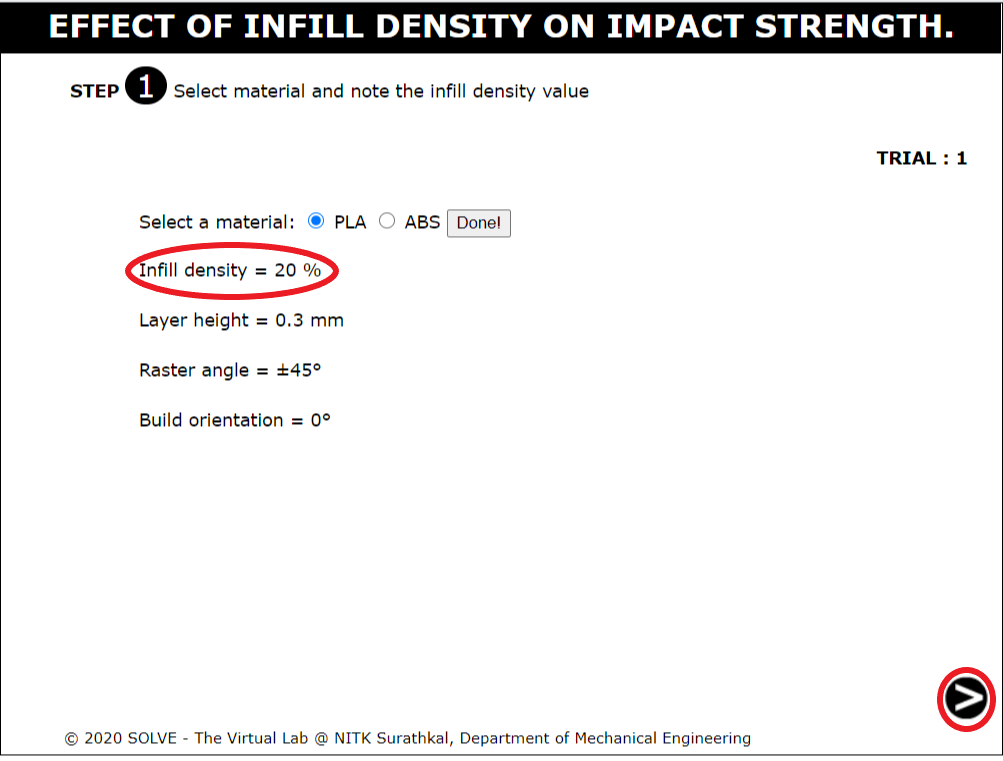 EFFECT OF INFILL DENSITY ON IMPACT STRENGTH.
STEP 1 Select material and note the infill density value
TRIAL : 1
Select a material: PLA ABS Done!
Infill density = 20 %
Layer height = 0.3 mm
Raster angle = ±45°
Build orientation = 0°
>
© 2020 SOLVE - The Virtual Lab @ NITK Surathkal, Department of Mechanical Engineering